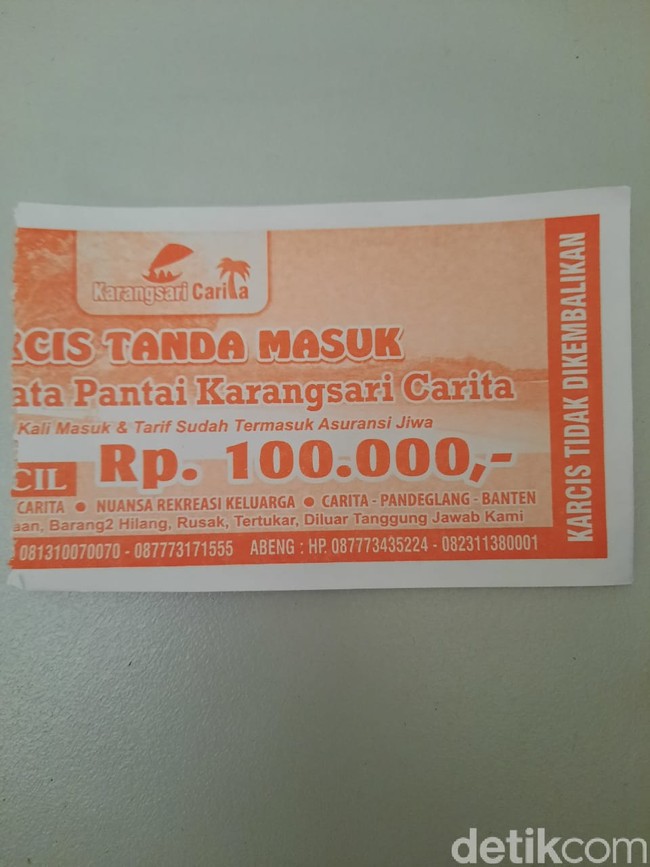 Karangsari Carita
RCIS TANDA MASUK
ata Pantai Karangsari Carita
Kali Masuk & Tarif Sudah Termasuk Asuransi Jiwa
CIL Rp. 100.000,-
CARITA ● NUANSA REKREASI KELUARGA ● CARITA - PANDEGLANG - BANTEN
aan, Barang2 Hilang, Rusak, Tertukar, Diluar Tanggung Jawab Kami
081310070070 - 087773171555 ABENG : HP. 087773435224 - 082311380001
KARCIS TIDAK DIKEMBALIKAN
detikcom